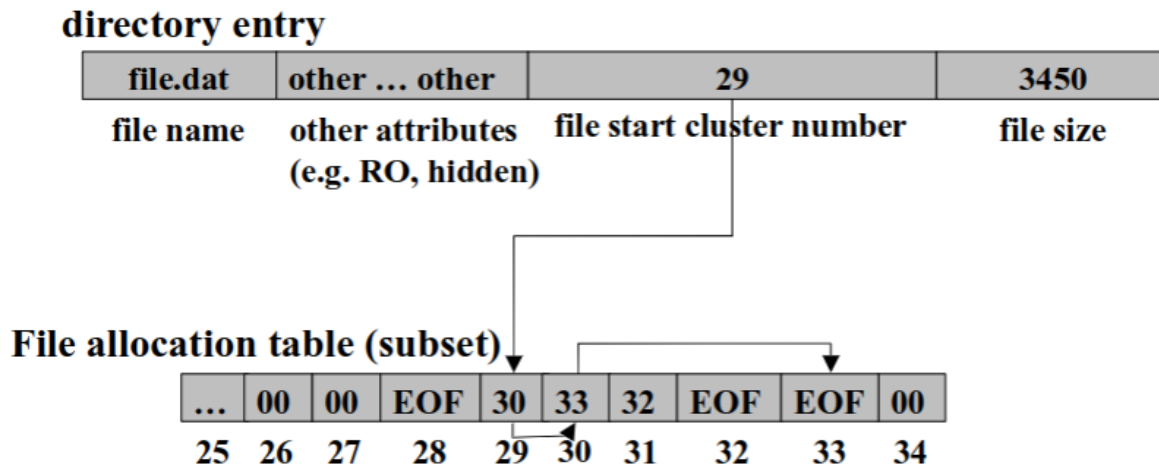 directory entry
file.dat other … other 29 3450
file name other attributes file start cluster number file size
(e.g. RO, hidden)
File allocation table (subset)
… 00 00 EOF 30 33 32 EOF EOF 00
25 26 27 28 29 30 31 32 33 34